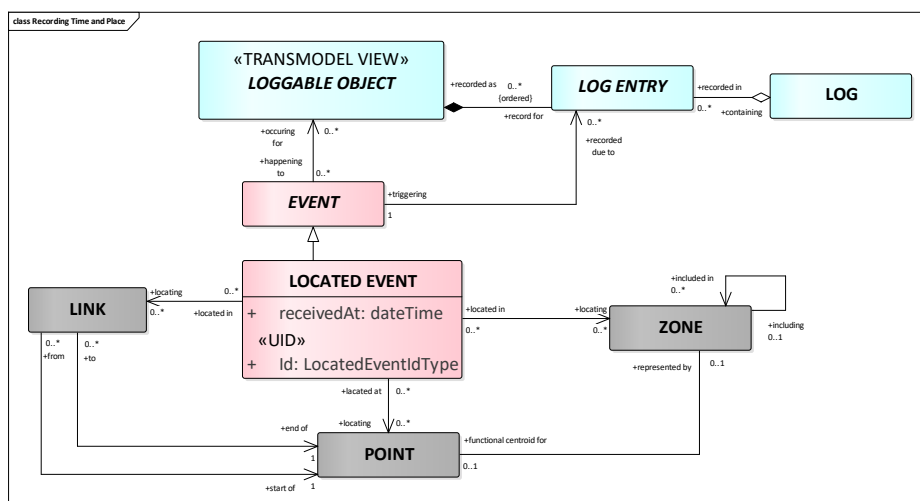 class Recording Time and Place
«TRANSMODEL VIEW»
LOGGABLE OBJECT
+recorded as
0..*
{ordered}
+record for
LOG ENTRY
+recorded in
0..*
+containing
LOG
+occuring
for
0..*
+happening
to
0..*
0..*
+recorded
due to
EVENT
+triggering
1
LOCATED EVENT
+ receivedAt: dateTime
«UID»
+ Id: LocatedEventIdType
LINK
+locating
0..*
0..*
+located in
+located in
0..*
+locating
0..*
ZONE
+included in
0..*
+including
0..1
0..*
+from
0..*
+to
+represented by
0..1
+lacated at
0..*
+locating
0..*
+end of
1
+start of
1
POINT
+functional centroid for
0..1